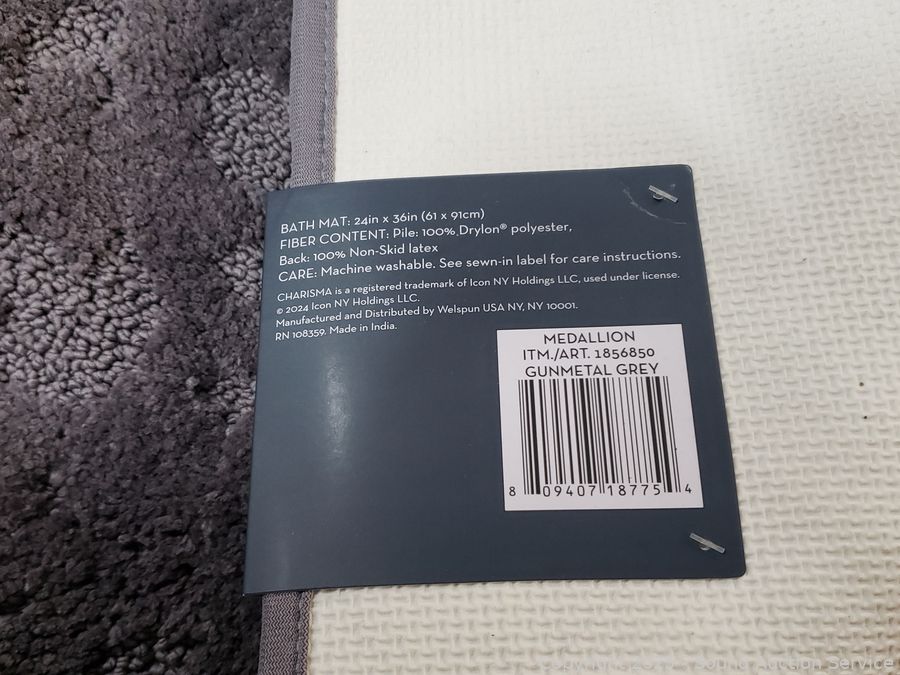 BATH MAT: 24in x 36in (61 x 91cm)
FIBER CONTENT: Pile: 100% Drylon® polyester,
Back: 100% Non-Skid latex
CARE: Machine washable. See sewn-in label for care instructions.
CHARISMA is a registered trademark of Icon NY Holdings LLC, used under license.
© 2024 Icon NY Holdings LLC.
Manufactured and Distributed by Welspun USA NY, NY 10001.
RN 108359. Made in India.
MEDALLION
ITM./ART. 1856850
GUNMETAL GREY
8 09407 18775 4
Sound Auction Service